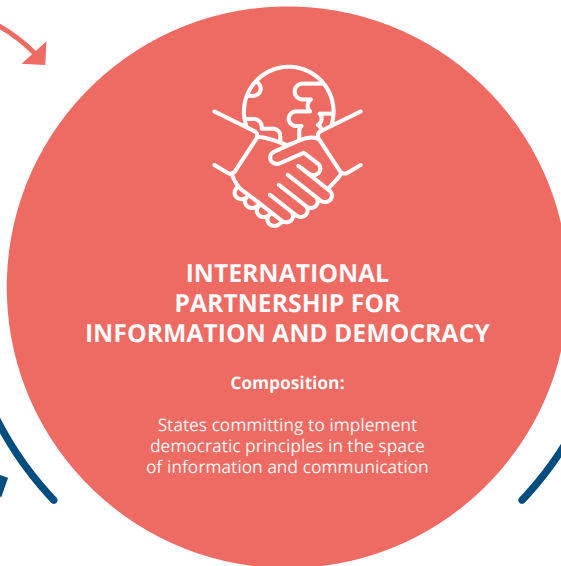 INTERNATIONAL
PARTNERSHIP FOR
INFORMATION AND DEMOCRACY
Composition:
States committing to implement
democratic principles in the space
of information and communication